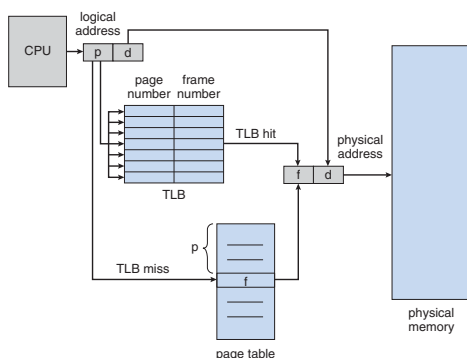 logical
address
CPU
p d
page
number
frame
number
TLB hit
physical
address
f d
TLB
p
TLB miss
f
page table
physical
memory